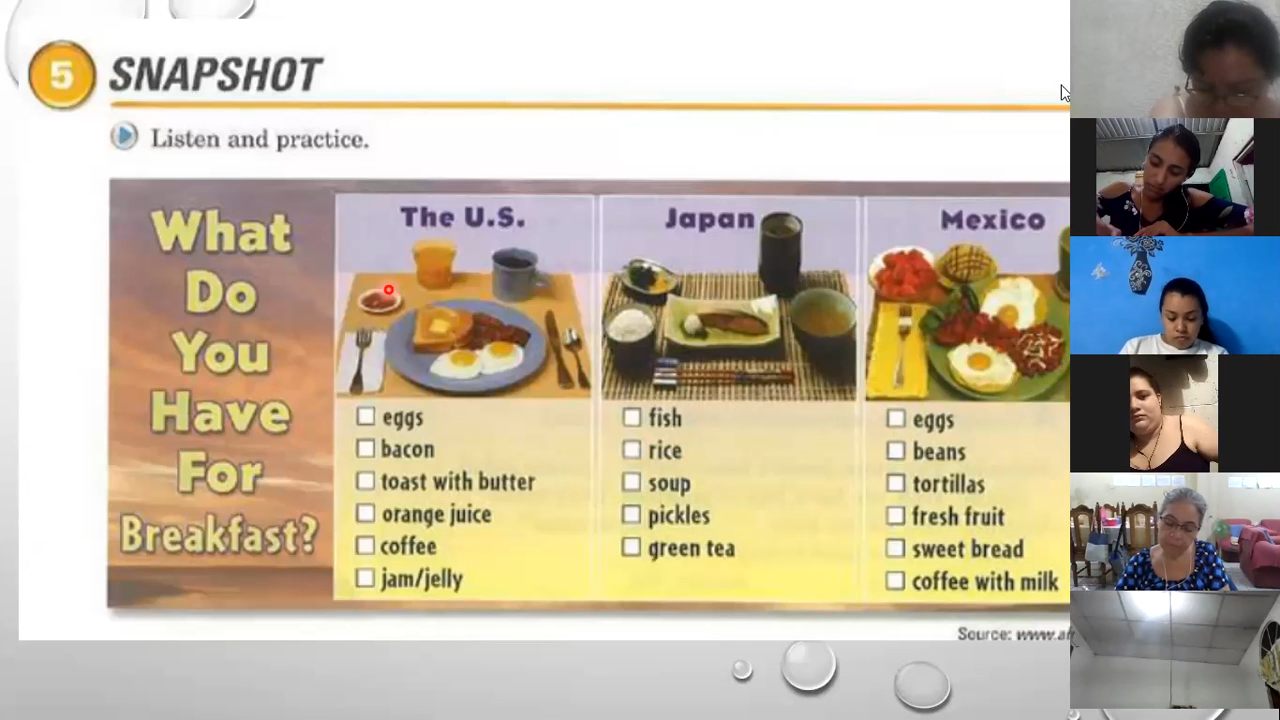 5 SNAPSHOT
Listen and practice.
What
Do
You
Have
For
Breakfast?
The U.S.
eggs
bacon
toast with butter
orange juice
coffee
jam/jelly
Japan
fish
rice
soup
pickles
green tea
Mexico
eggs
beans
tortillas
fresh fruit
sweet bread
coffee with milk
Source: